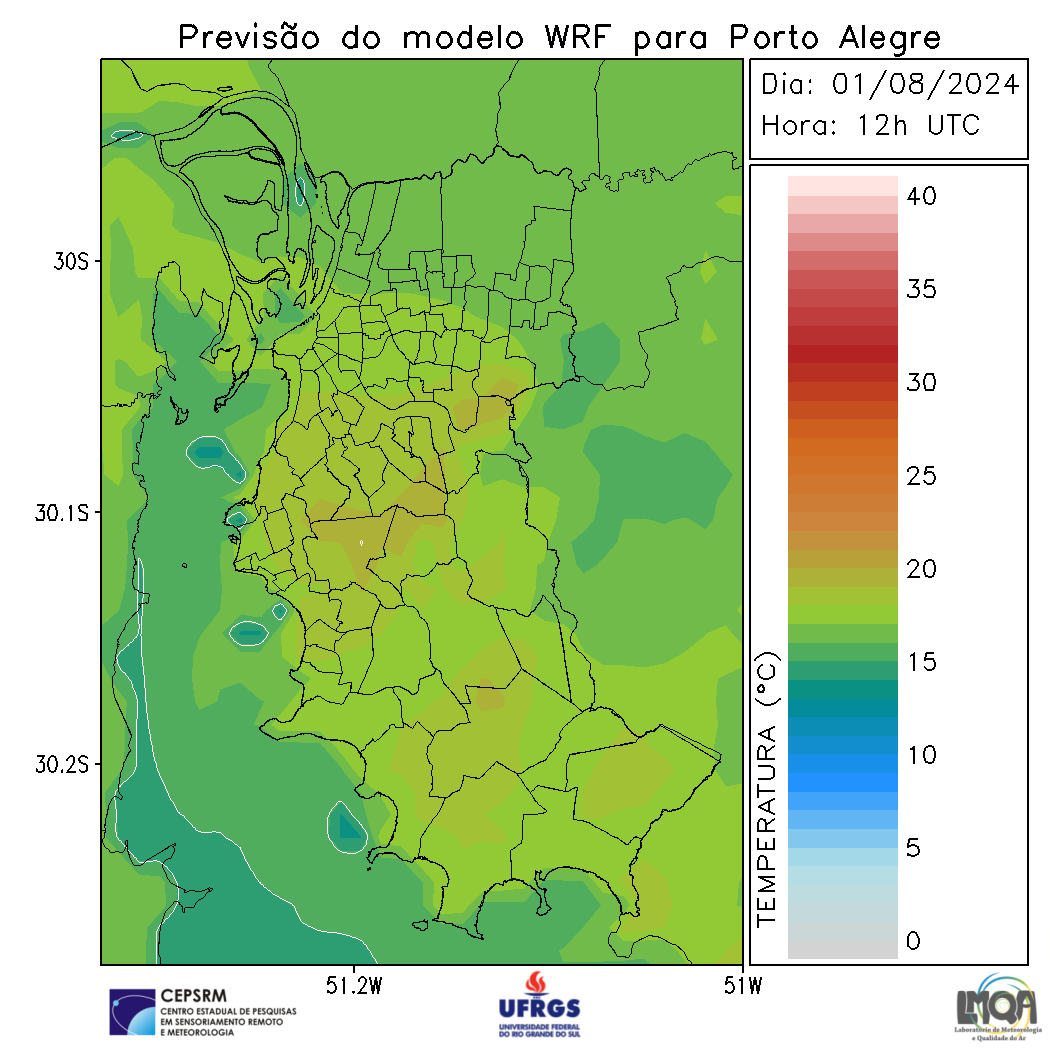 Previsão do modelo WRF para Porto Alegre
Dia: 01/08/2024
Hora: 12h UTC
30S
30.1S
30.2S
51.2W
51W
TEMPERATURA (°C)
40
35
30
25
20
15
10
5
0
CEPSRM
CENTRO ESTADUAL DE PESQUISAS
EM SENSORIAMENTO REMOTO
E METEOROLOGIA
UFRGS
UNIVERSIDADE FEDERAL
DO RIO GRANDE DO SUL
LMQA
Laboratório de Meteorologia
e Qualidade do Ar